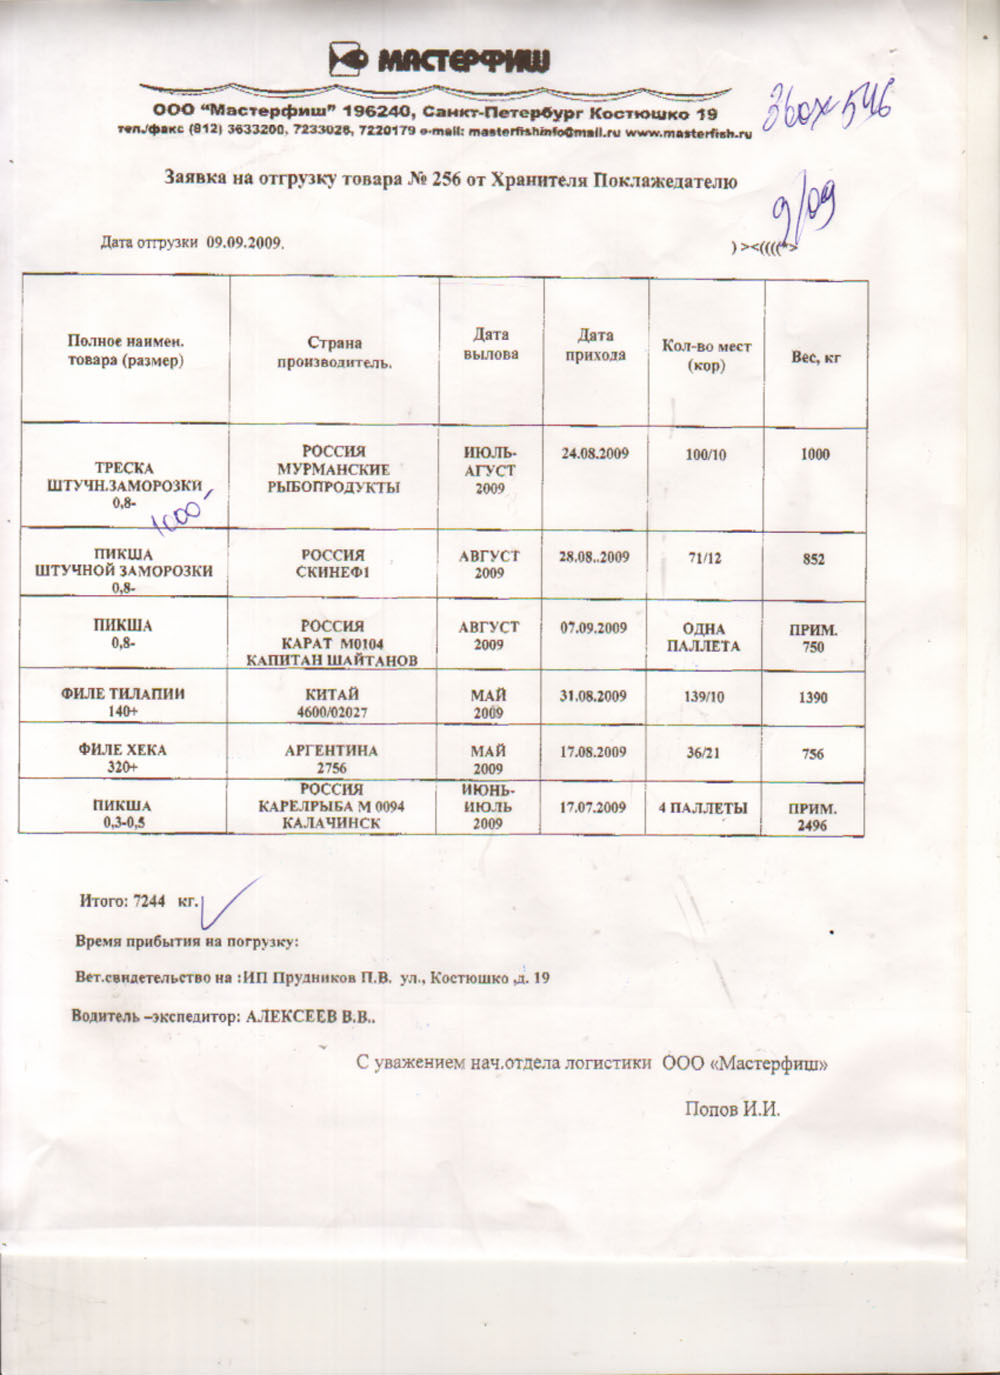 МАСТЕРФИШ
ООО “Мастерфиш” 196240, Санкт-Петербург Костюшко 19
тел./факс (812) 3633200, 7233026, 7220179 e-mail: masterfishinfo@mail.ru www.masterfish.ru
Заявка на отгрузку товара № 256 от Хранителя Поклажедателю
9/09
Дата отгрузки 09.09.2009.
) ><((((*>
Полное наимен. товара (размер) Страна производитель. Дата вылова Дата прихода Кол-во мест (кор) Вес, кг
ТРЕСКА ШТУЧН.ЗАМОРОЗКИ 0,8- РОССИЯ МУРМАНСКИЕ РЫБОПРОДУКТЫ ИЮЛЬ-АГУСТ 2009 24.08.2009 100/10 1000
1000
ПИКША ШТУЧНОЙ ЗАМОРОЗКИ 0,8- РОССИЯ СКИНЕФ1 АВГУСТ 2009 28.08..2009 71/12 852
ПИКША 0,8- РОССИЯ КАРАТ М0104 КАПИТАН ШАЙТАНОВ АВГУСТ 2009 07.09.2009 ОДНА ПАЛЛЕТА ПРИМ. 750
ФИЛЕ ТИЛАПИИ 140+ КИТАЙ 4600/02027 МАЙ 2009 31.08.2009 139/10 1390
ФИЛЕ ХЕКА 320+ АРГЕНТИНА 2756 МАЙ 2009 17.08.2009 36/21 756
ПИКША 0,3-0,5 РОССИЯ КАРЕЛРЫБА М 0094 КАЛАЧИНСК ИЮНЬ-ИЮЛЬ 2009 17.07.2009 4 ПАЛЛЕТЫ ПРИМ. 2496
Итого: 7244 кг.
Время прибытия на погрузку:
Вет.свидетельство на :ИП Прудников П.В. ул., Костюшко ,д. 19
Водитель –экспедитор: АЛЕКСЕЕВ В.В..
С уважением нач.отдела логистики ООО «Мастерфиш»
Попов И.И.